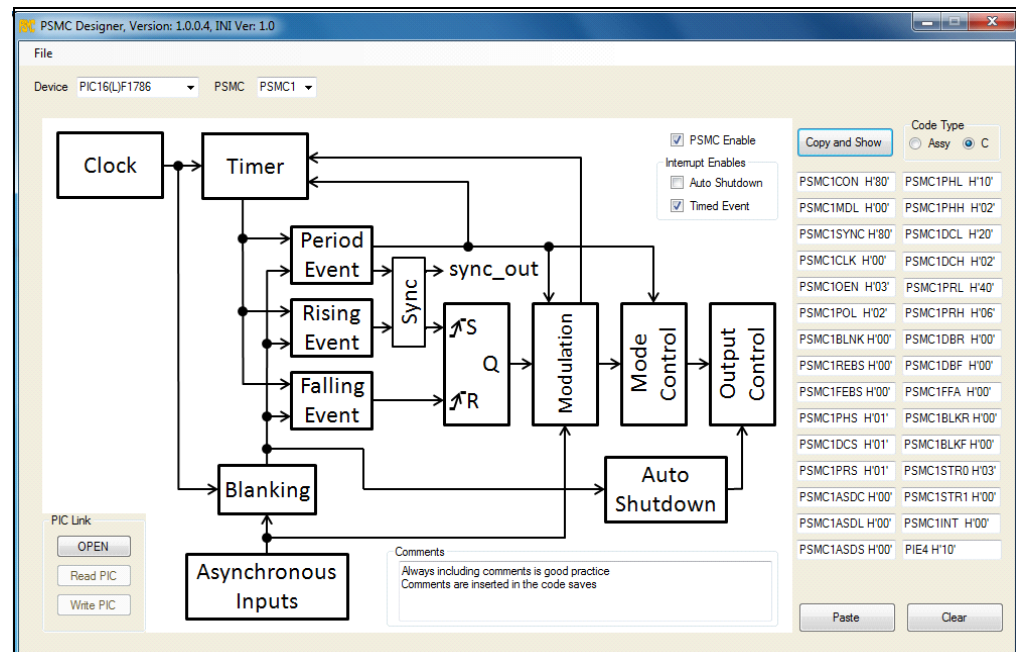 PSMC Designer, Version: 1.0.0.4, INI Ver: 1.0
File
Device PIC16(L)F1786 PSMC PSMC1
Clock
Timer
Period
Event
Rising
Event
Falling
Event
Sync
sync_out
S
Q
R
Modulation
Mode
Control
Output
Control
Blanking
Auto
Shutdown
Asynchronous
Inputs
PSMC Enable
Interrupt Enables
Auto Shutdown
Timed Event
PIC Link
OPEN
Read PIC
Write PIC
Comments
Always including comments is good practice
Comments are inserted in the code saves
Copy and Show
Code Type
Assy C
PSMC1CON H'80' PSMC1PHL H'10'
PSMC1MDL H'00' PSMC1PHH H'02'
PSMC1SYNC H'80' PSMC1DCL H'20'
PSMC1CLK H'00' PSMC1DCH H'02'
PSMC1OEN H'03' PSMC1PRL H'40'
PSMC1POL H'02' PSMC1PRH H'06'
PSMC1BLNK H'00' PSMC1DBR H'00'
PSMC1REBS H'00' PSMC1DBF H'00'
PSMC1FEBS H'00' PSMC1FFA H'00'
PSMC1PHS H'01' PSMC1BLKR H'00'
PSMC1DCS H'01' PSMC1BLKF H'00'
PSMC1PRS H'01' PSMC1STR0 H'03'
PSMC1ASDC H'00' PSMC1STR1 H'00'
PSMC1ASDL H'00' PSMC1INT H'00'
PSMC1ASDS H'00' PIE4 H'10'
Paste Clear